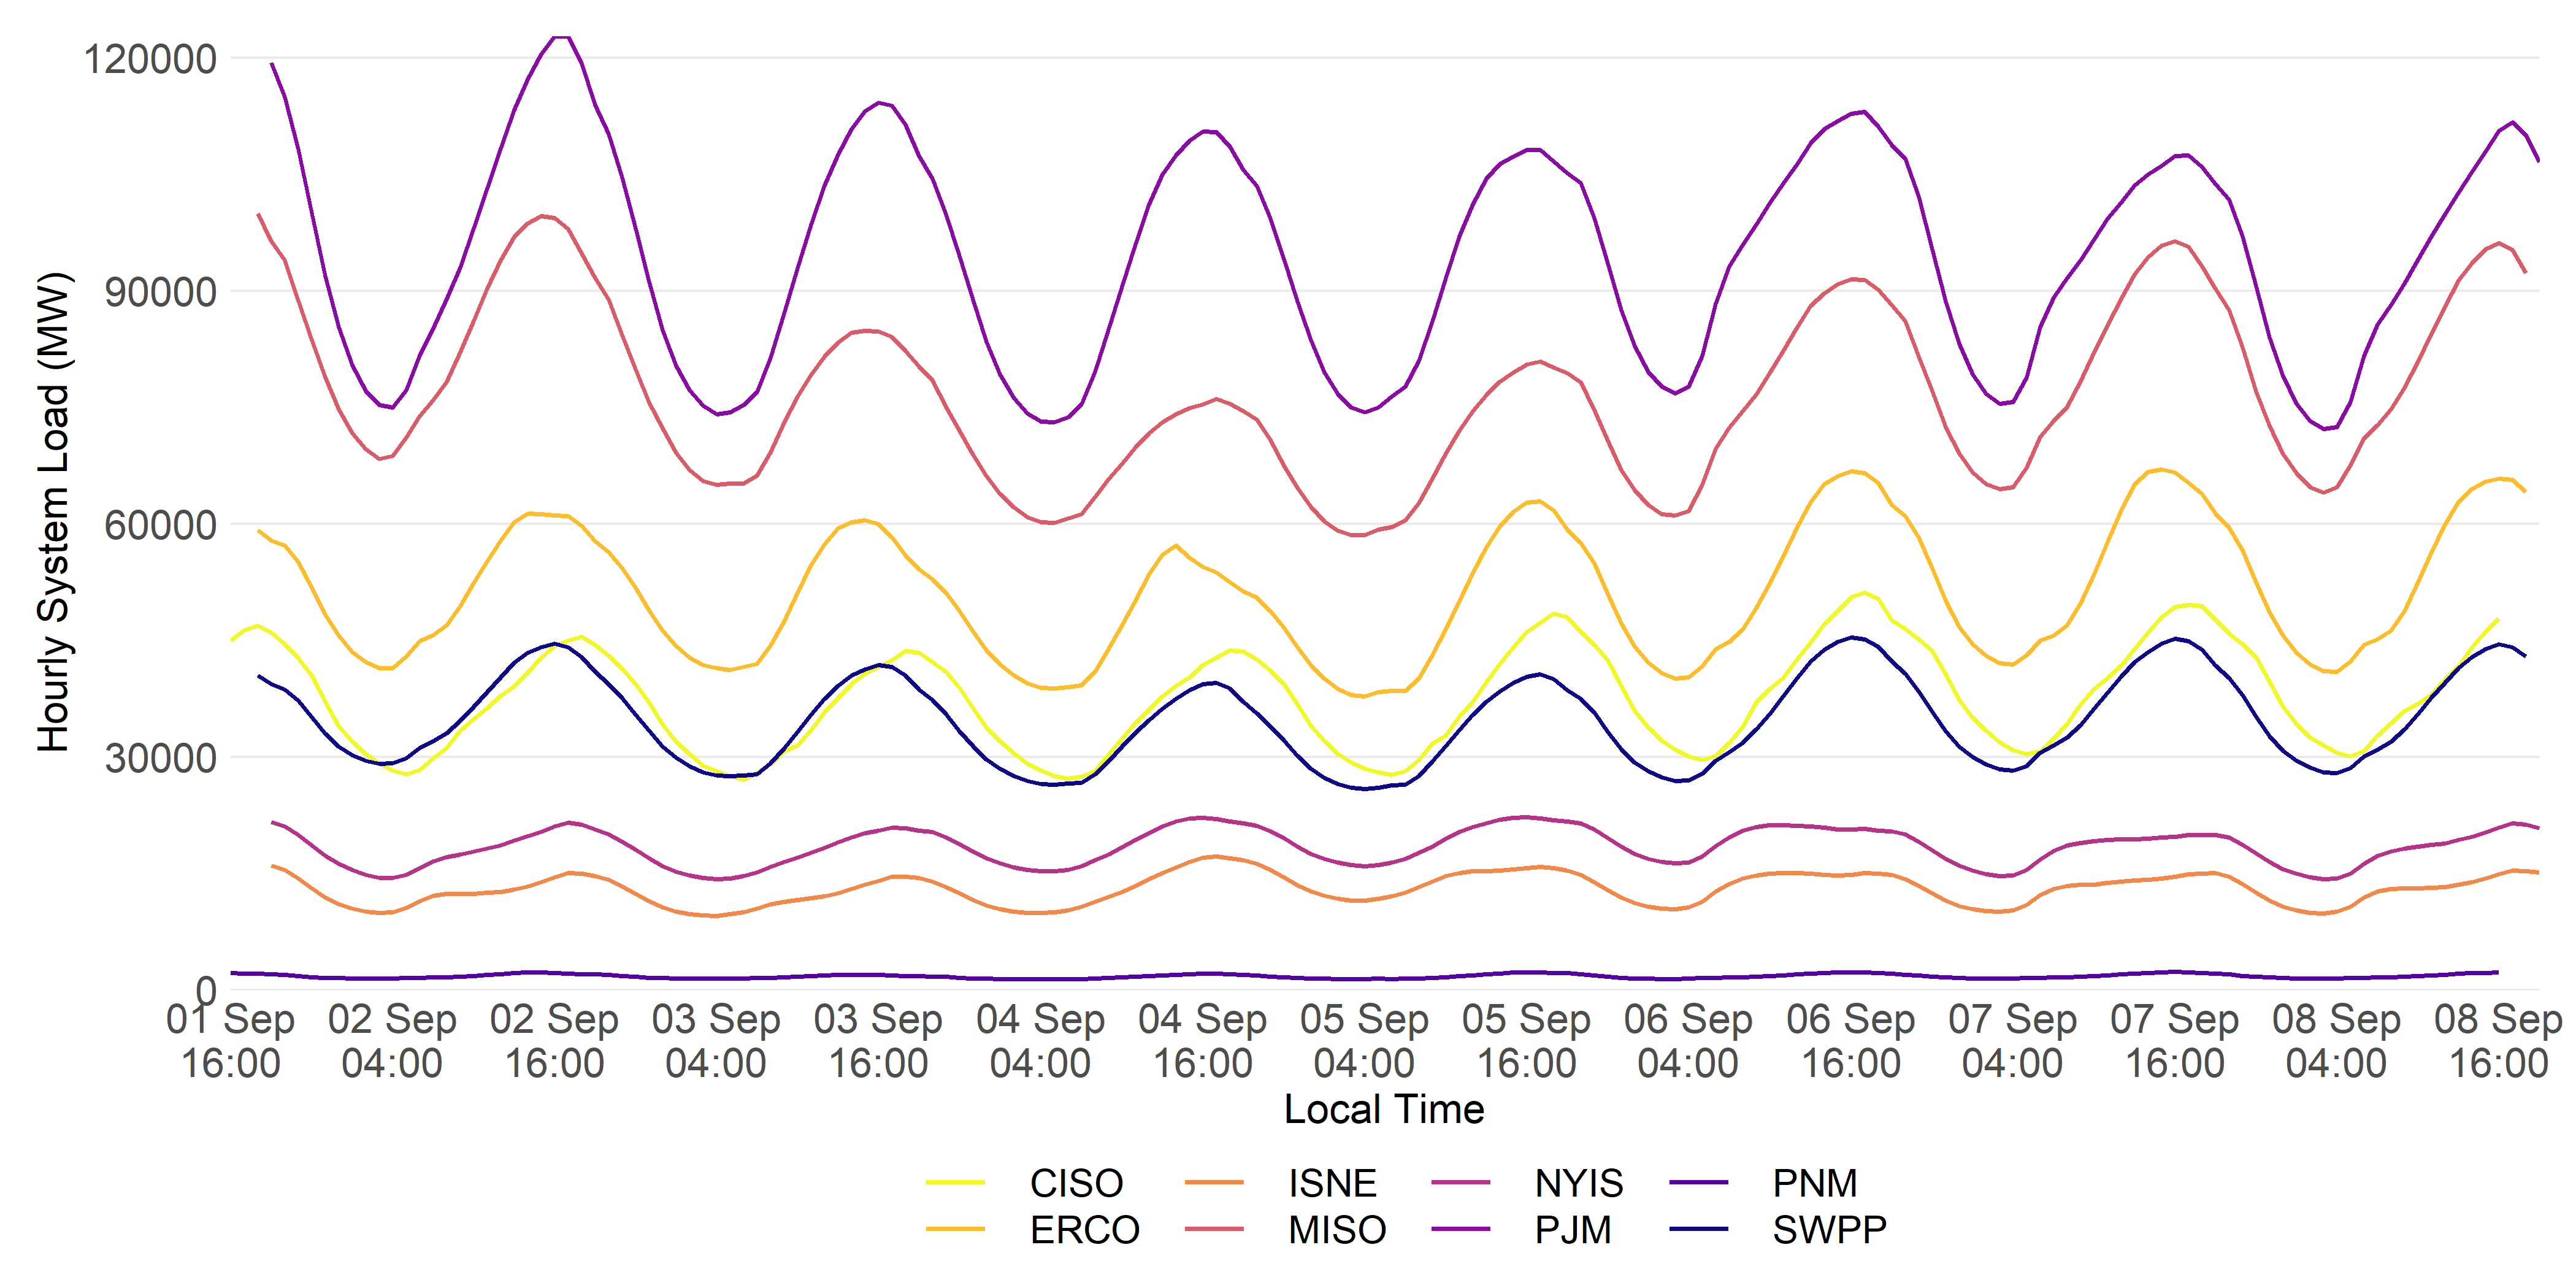 120000
90000
60000
30000
0
Hourly System Load (MW)
01 Sep 02 Sep 02 Sep 03 Sep 03 Sep 04 Sep 04 Sep 05 Sep 05 Sep 06 Sep 06 Sep 07 Sep 07 Sep 08 Sep 08 Sep
16:00 04:00 16:00 04:00 16:00 04:00 16:00 04:00 16:00 04:00 16:00 04:00 16:00 04:00 16:00
Local Time
CISO ISNE NYIS PNM
ERCO MISO PJM SWPP